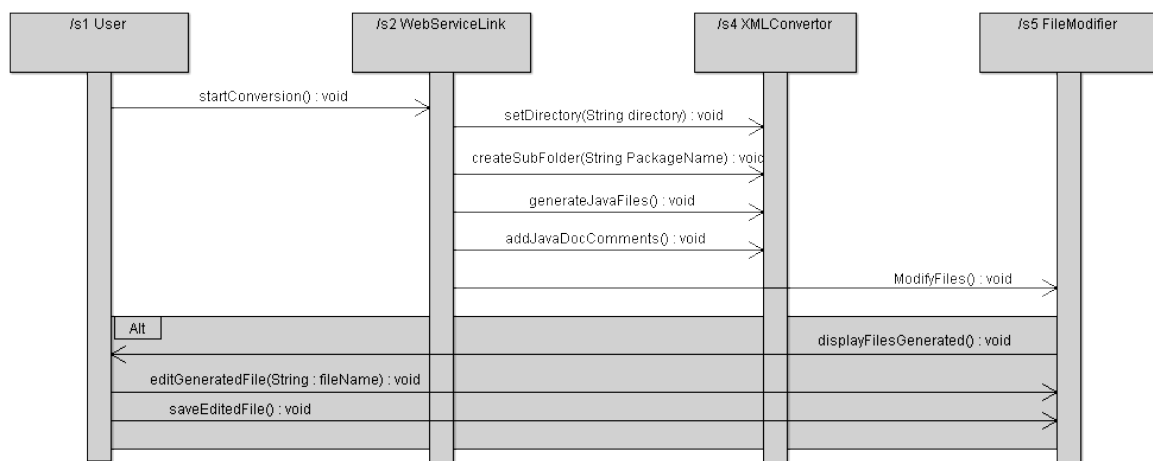 /s1 User
/s2 WebServiceLink
/s4 XMLConvertor
/s5 FileModifier
startConversion() : void
setDirectory(String directory) : void
createSubFolder(String PackageName) : void
generateJavaFiles() : void
addJavaDocComments() : void
ModifyFiles() : void
Alt
displayFilesGenerated() : void
editGeneratedFile(String : fileName) : void
saveEditedFile() : void